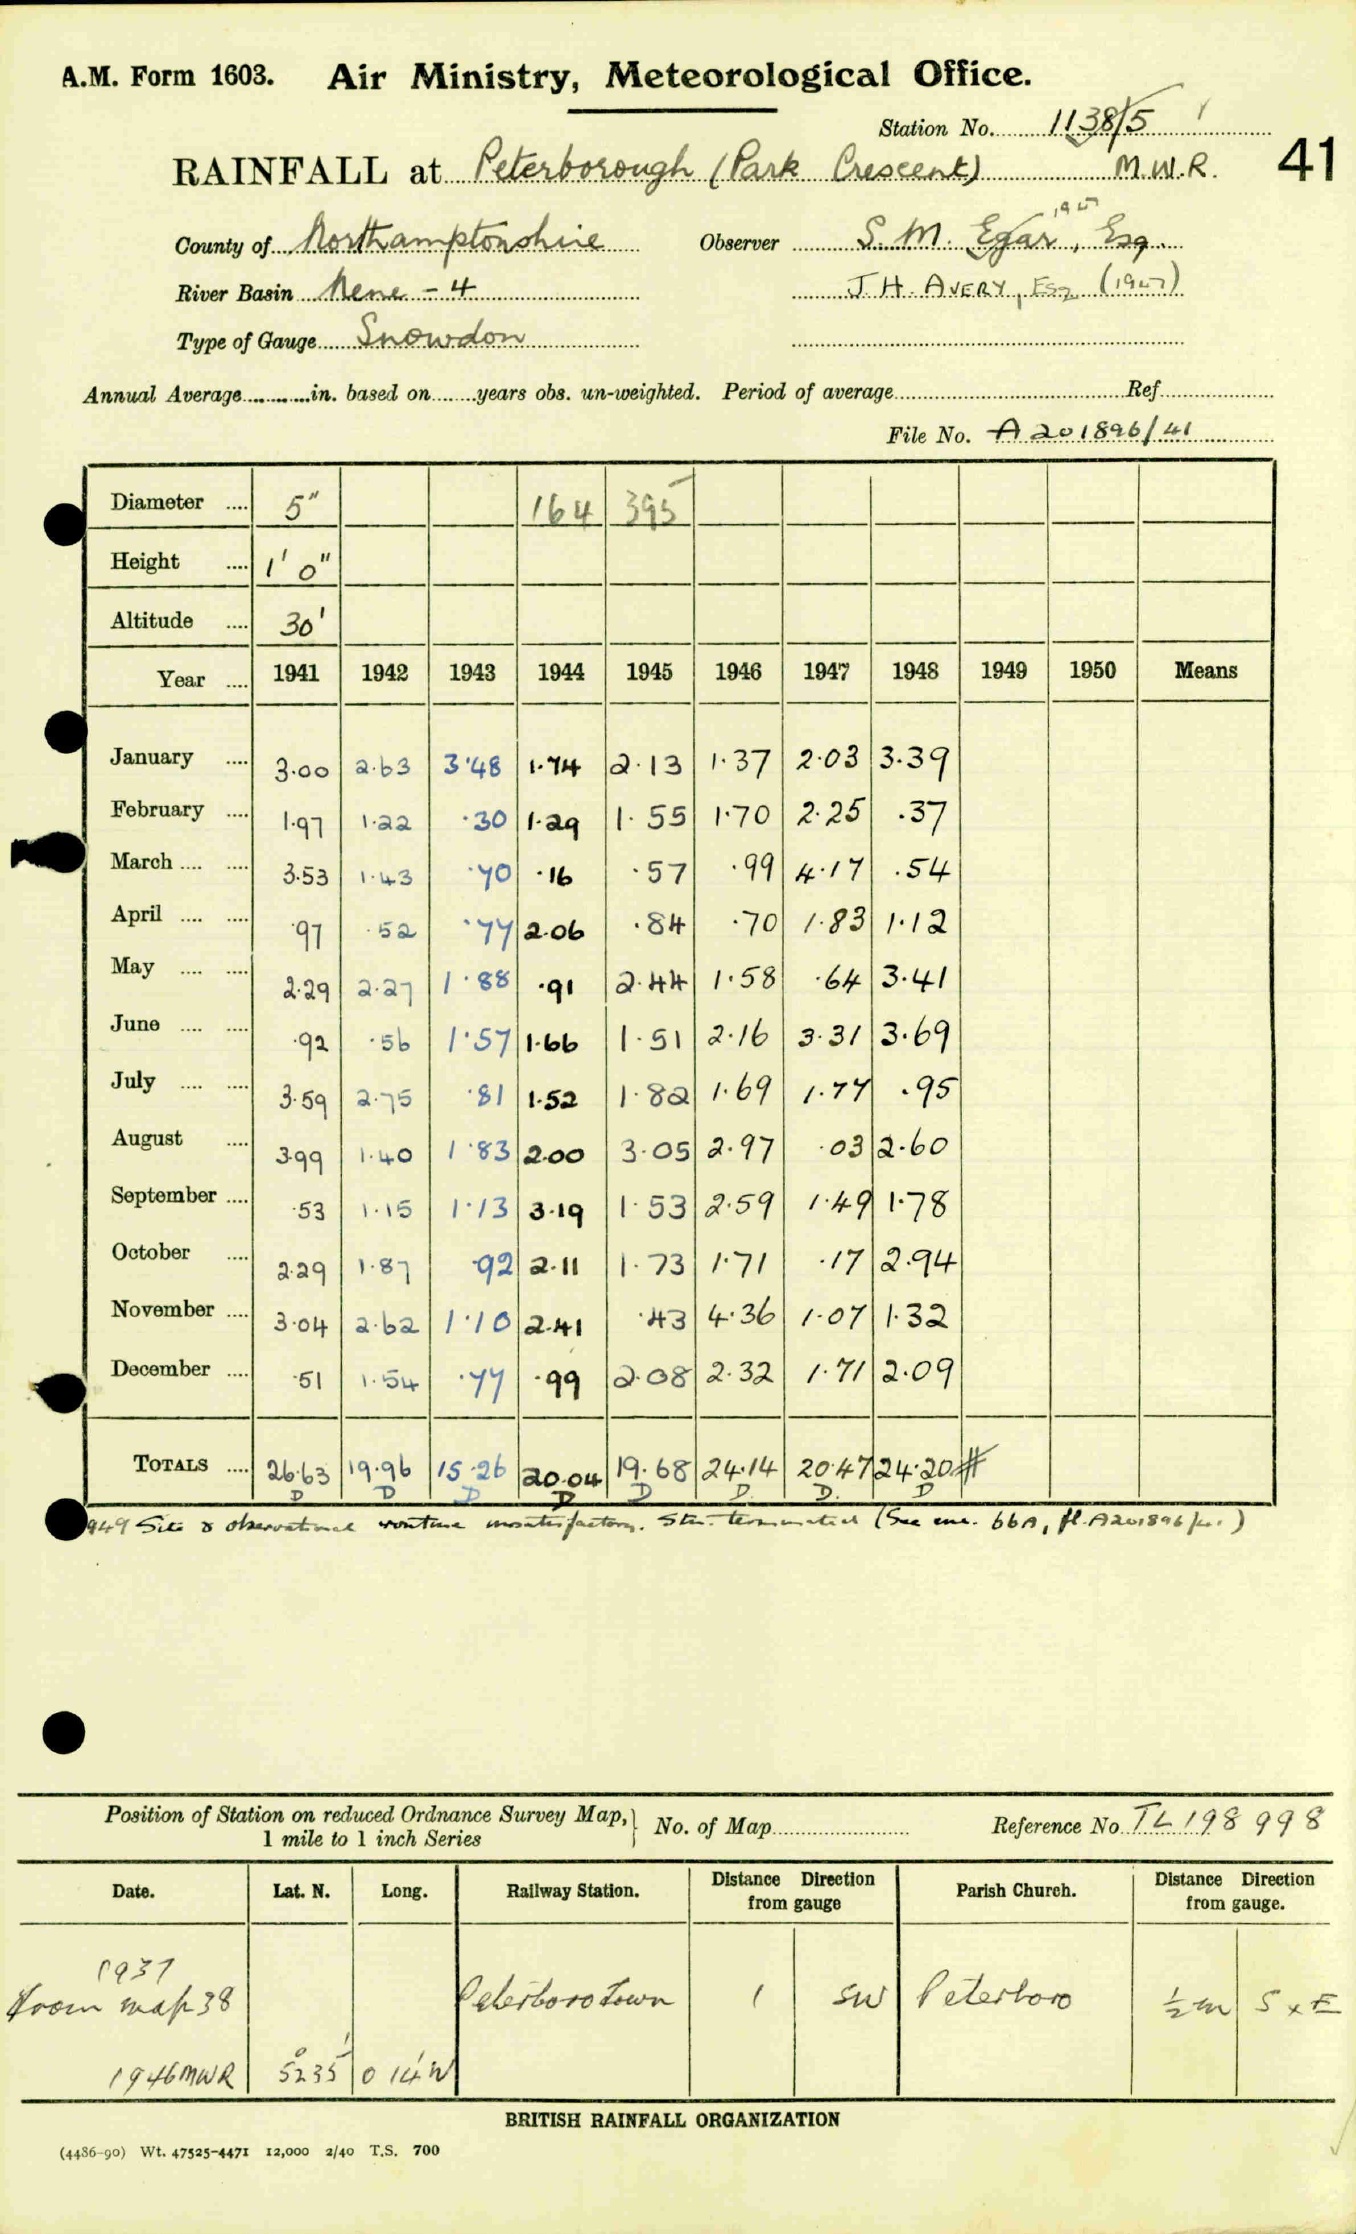 A.M. Form 1603. Air Ministry, Meteorological Office.
Station No. 1138/5
RAINFALL at Peterborough (Park Crescent) M.W.R. 41
County of Northamptonshire Observer S. M. Egar, Esq.
River Basin Nene - 4 J. H. AVERY, ESQ (1947)
Type of Gauge Snowdon
Annual Average in. based on years obs. un-weighted. Period of average Ref
File No. A201896/41
Diameter 5" 164 395
Height 1' 0"
Altitude 30'
Year 1941 1942 1943 1944 1945 1946 1947 1948 1949 1950 Means
January 3.00 2.63 3.48 1.74 2.13 1.37 2.03 3.39
February 1.97 1.22 .30 1.29 1.55 1.70 2.25 .37
March 3.53 1.43 .70 .16 .57 .99 4.17 .54
April .97 .52 .77 2.06 .84 .70 1.83 1.12
May 2.29 2.27 1.88 .91 2.44 1.58 .64 3.41
June .92 .56 1.57 1.66 1.51 2.16 3.31 3.69
July 3.59 2.75 .81 1.52 1.82 1.69 1.77 .95
August 3.99 1.40 1.83 2.00 3.05 2.97 .03 2.60
September .53 1.15 1.13 3.19 1.53 2.59 1.49 1.78
October 2.29 1.87 .92 2.11 1.73 1.71 .17 2.94
November 3.04 2.62 1.10 2.41 .43 4.36 1.07 1.32
December .51 1.54 .77 .99 2.08 2.32 1.71 2.09
TOTALS 26.63 19.96 15.26 20.04 19.68 24.14 20.47 24.20 #
D D D D D D. D. D
949 Site & observational routine unsatisfactory. Stn. terminated (See enc. 66A, fl. A201896/41)
Position of Station on reduced Ordnance Survey Map, 1 mile to 1 inch Series No. of Map Reference No. TL 198 998
Date. Lat. N. Long. Railway Station. Distance Direction from gauge Parish Church. Distance Direction from gauge.
1937
from map 38 Peterboro Town 1 SW Peterboro ½ m S x E
1946 MWR 52° 35' 0 14' W
BRITISH RAINFALL ORGANIZATION
(4486-90) Wt. 47525-4471 12,000 2/40 T.S. 700